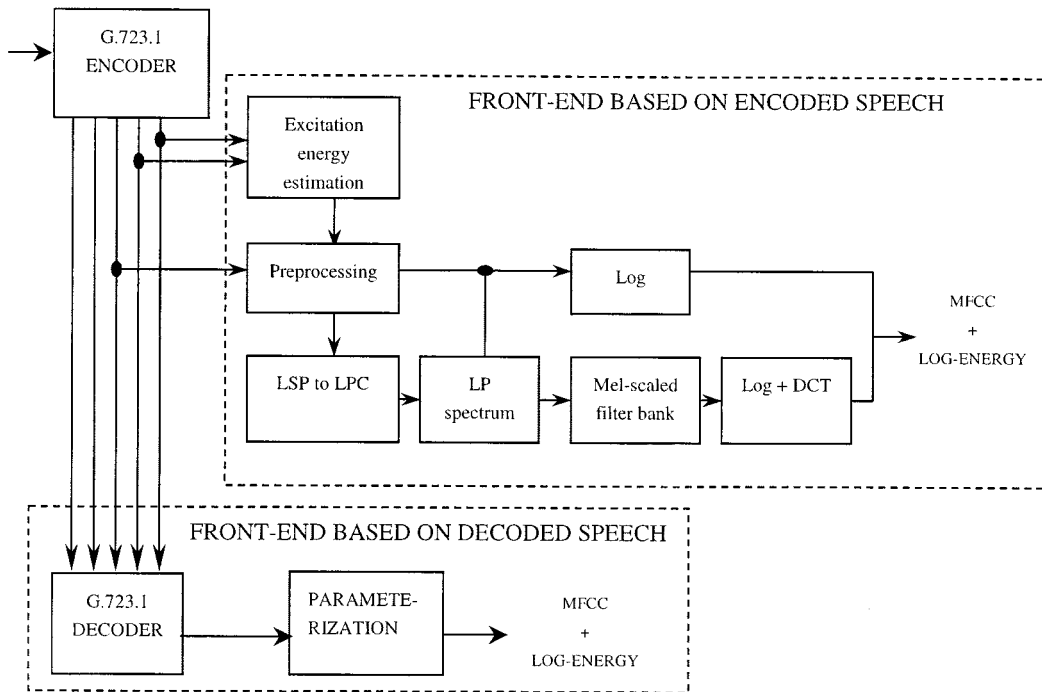 G.723.1
ENCODER
FRONT-END BASED ON ENCODED SPEECH
Excitation
energy
estimation
Preprocessing
Log
MFCC
+
LOG-ENERGY
LSP to LPC
LP
spectrum
Mel-scaled
filter bank
Log + DCT
FRONT-END BASED ON DECODED SPEECH
G.723.1
DECODER
PARAMETE-
RIZATION
MFCC
+
LOG-ENERGY